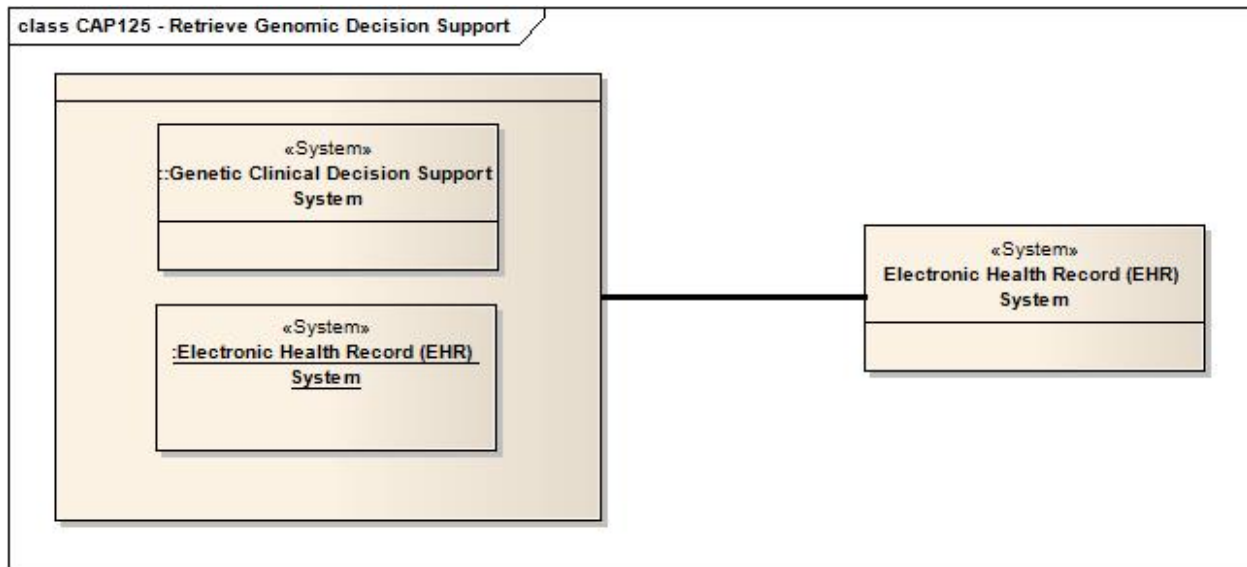 class CAP125 - Retrieve Genomic Decision Support
«System»
::Genetic Clinical Decision Support
System
«System»
:Electronic Health Record (EHR)
System
«System»
Electronic Health Record (EHR)
System